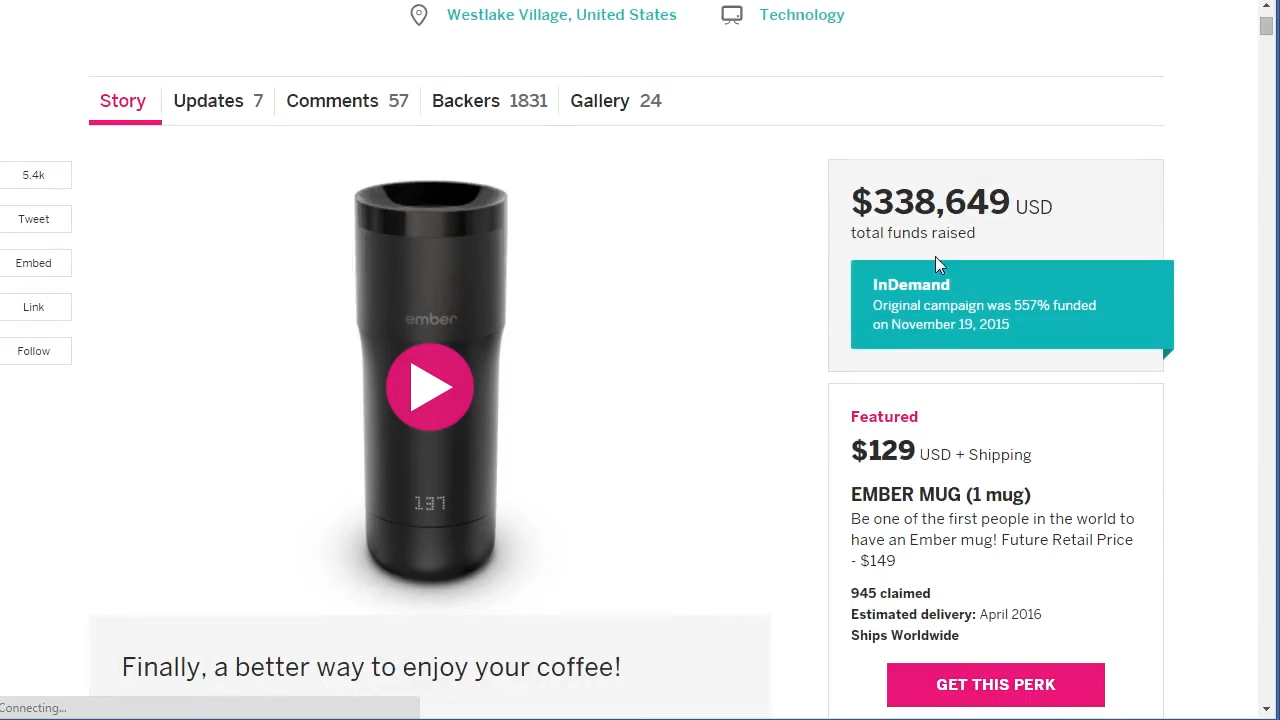 Westlake Village, United States
Technology
Story
Updates 7
Comments 57
Backers 1831
Gallery 24
5.4k
Tweet
Embed
Link
Follow
ember
137
$338,649 USD
total funds raised
InDemand
Original campaign was 557% funded
on November 19, 2015
Featured
$129 USD + Shipping
EMBER MUG (1 mug)
Be one of the first people in the world to
have an Ember mug! Future Retail Price
- $149
945 claimed
Estimated delivery: April 2016
Ships Worldwide
GET THIS PERK
Finally, a better way to enjoy your coffee!
Connecting...